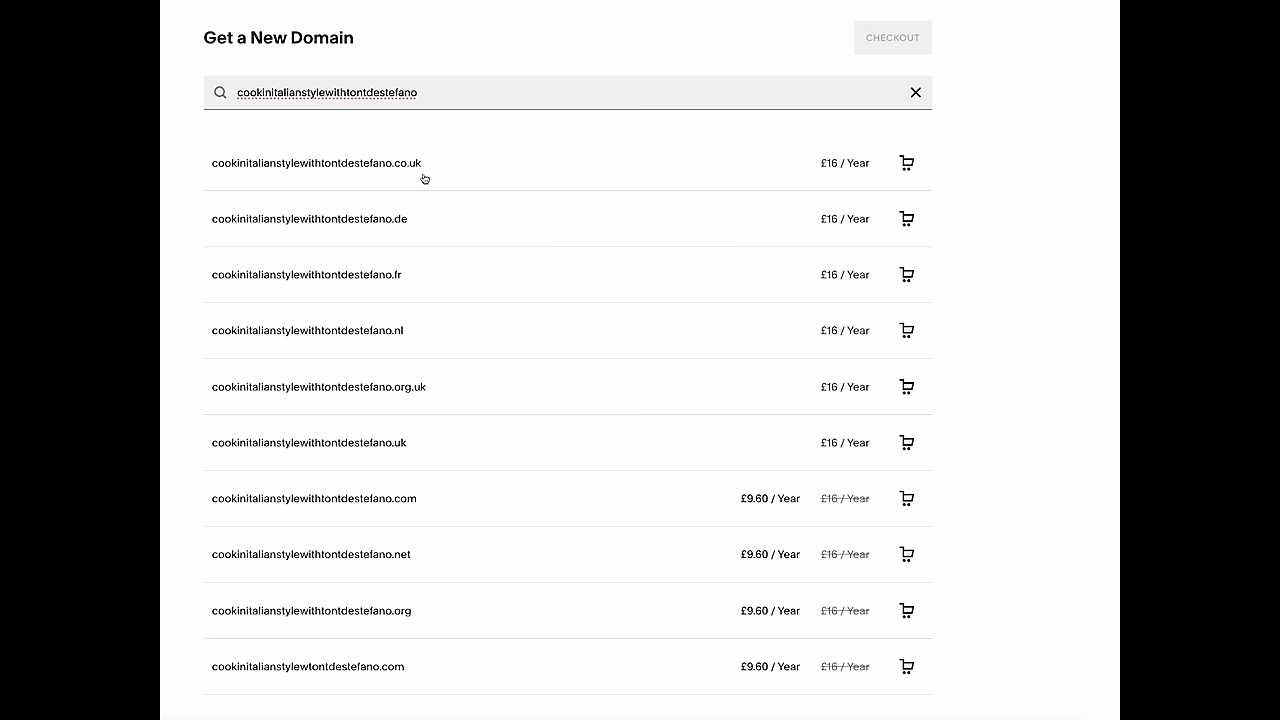 Get a New Domain
CHECKOUT
cookinitalianstylewithtontdestefano
cookinitalianstylewithtontdestefano.co.uk £16 / Year
cookinitalianstylewithtontdestefano.de £16 / Year
cookinitalianstylewithtontdestefano.fr £16 / Year
cookinitalianstylewithtontdestefano.nl £16 / Year
cookinitalianstylewithtontdestefano.org.uk £16 / Year
cookinitalianstylewithtontdestefano.uk £16 / Year
cookinitalianstylewithtontdestefano.com £9.60 / Year £16 / Year
cookinitalianstylewithtontdestefano.net £9.60 / Year £16 / Year
cookinitalianstylewithtontdestefano.org £9.60 / Year £16 / Year
cookinitalianstylewtontdestefano.com £9.60 / Year £16 / Year